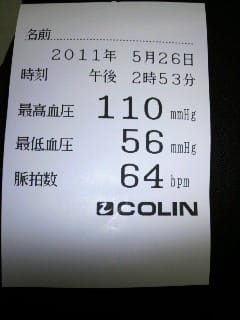 名前
2011年 5月26日
時刻 午後 2時53分
最高血圧 110 mmHg
最低血圧 56 mmHg
脈拍数 64 bpm
COLIN